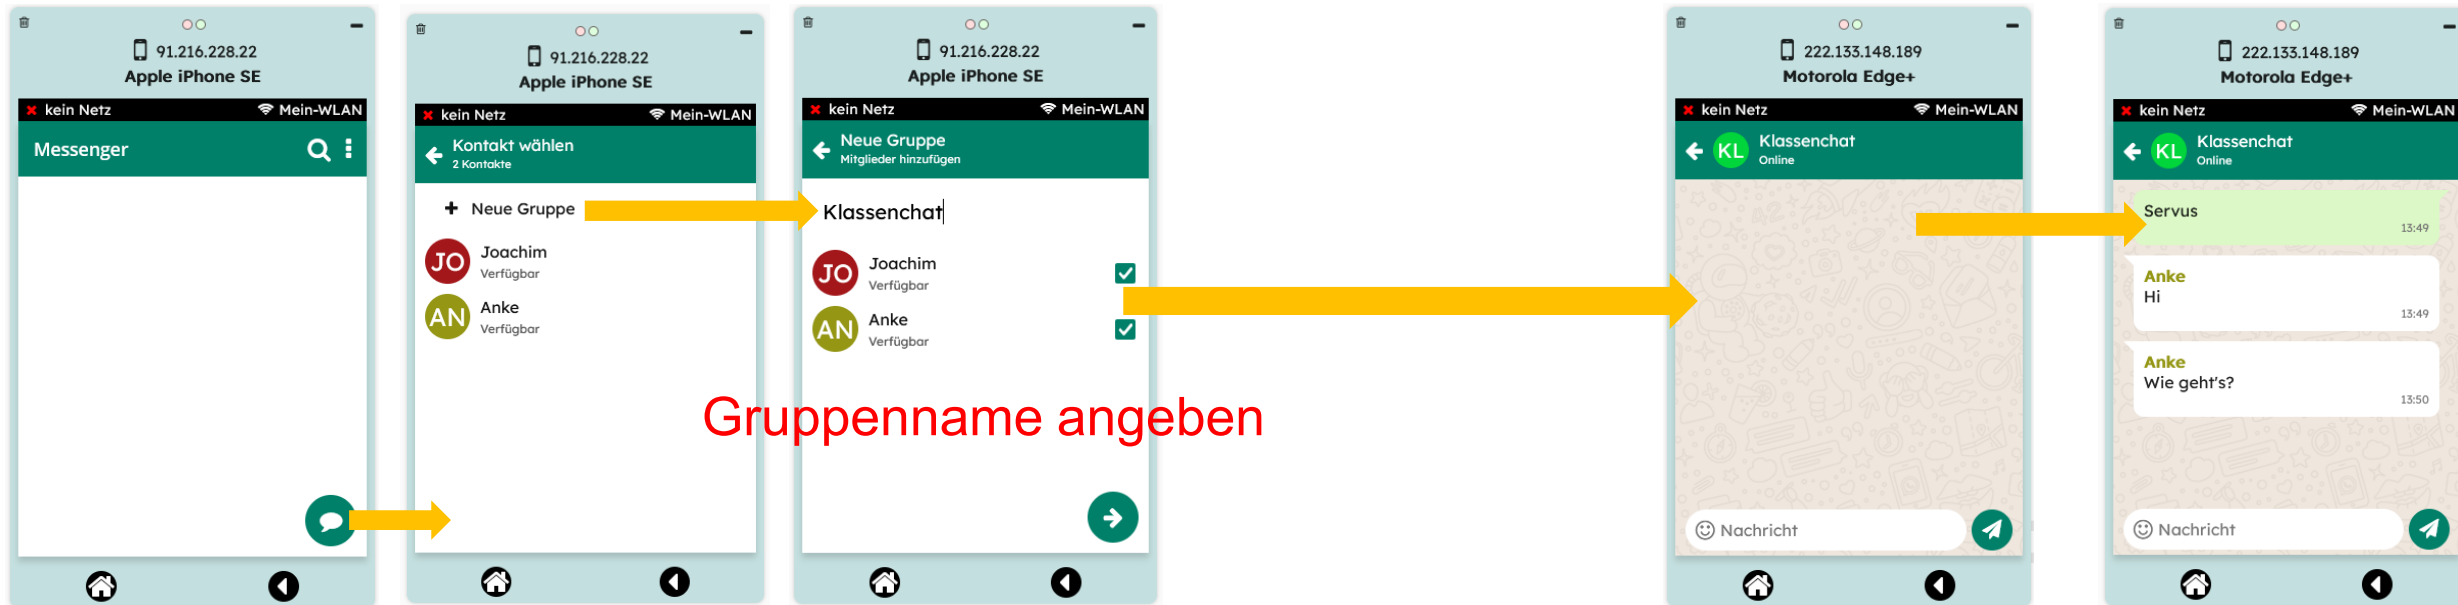 91.216.228.22
Apple iPhone SE
kein Netz Mein-WLAN
Messenger
91.216.228.22
Apple iPhone SE
kein Netz Mein-WLAN
Kontakt wählen
2 Kontakte
+ Neue Gruppe
JO Joachim
Verfügbar
AN Anke
Verfügbar
91.216.228.22
Apple iPhone SE
kein Netz Mein-WLAN
Neue Gruppe
Mitglieder hinzufügen
Klassenchat
JO Joachim
Verfügbar
AN Anke
Verfügbar
Gruppenname angeben
222.133.148.189
Motorola Edge+
kein Netz Mein-WLAN
KL Klassenchat
Online
Nachricht
222.133.148.189
Motorola Edge+
kein Netz Mein-WLAN
KL Klassenchat
Online
Servus
13:49
Anke
Hi
13:49
Anke
Wie geht's?
13:50
Nachricht